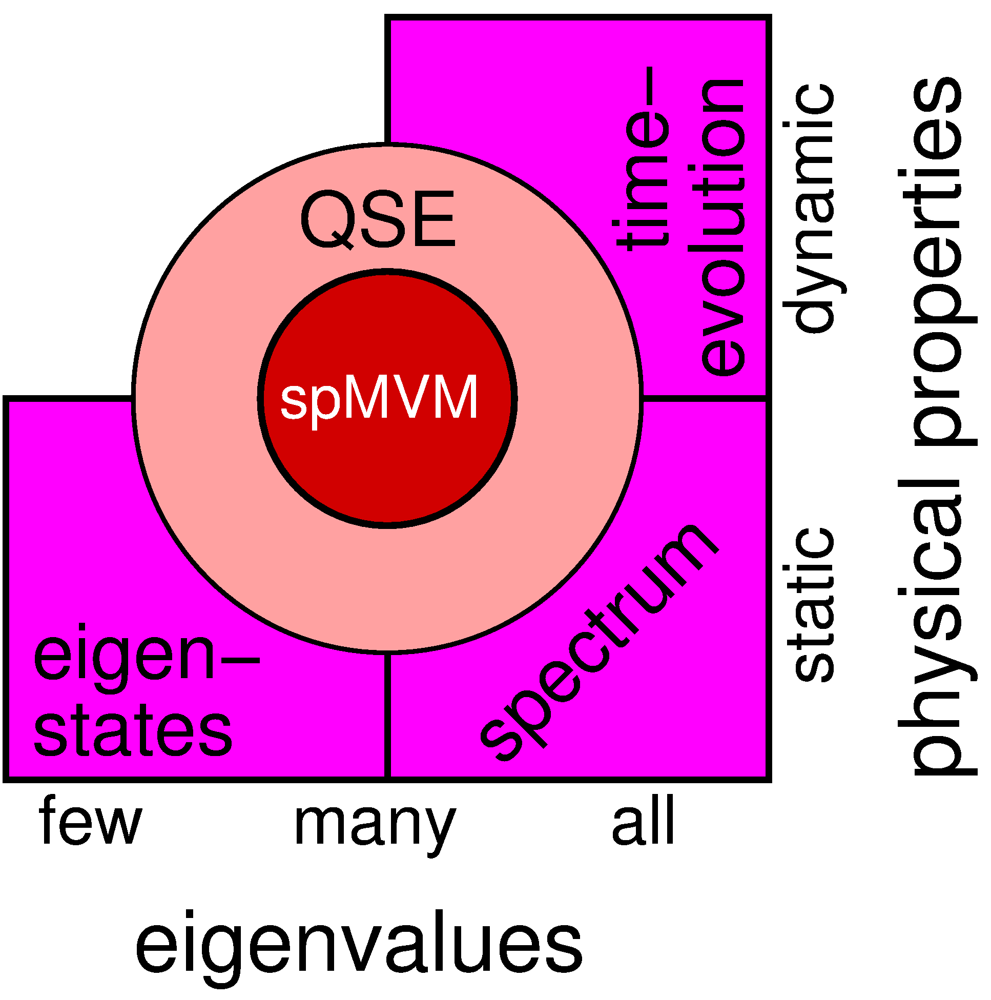 time–
evolution
QSE
spMVM
eigen–
states
spectrum
dynamic
static
physical properties
few
many
all
eigenvalues